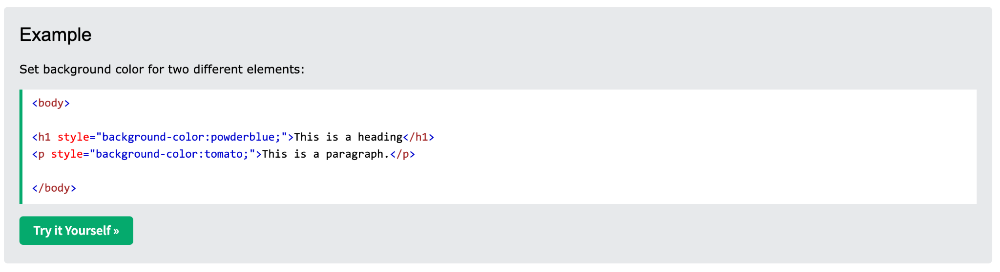 Example
Set background color for two different elements:
<body>
<h1 style="background-color:powderblue;">This is a heading</h1>
<p style="background-color:tomato;">This is a paragraph.</p>
</body>
Try it Yourself »